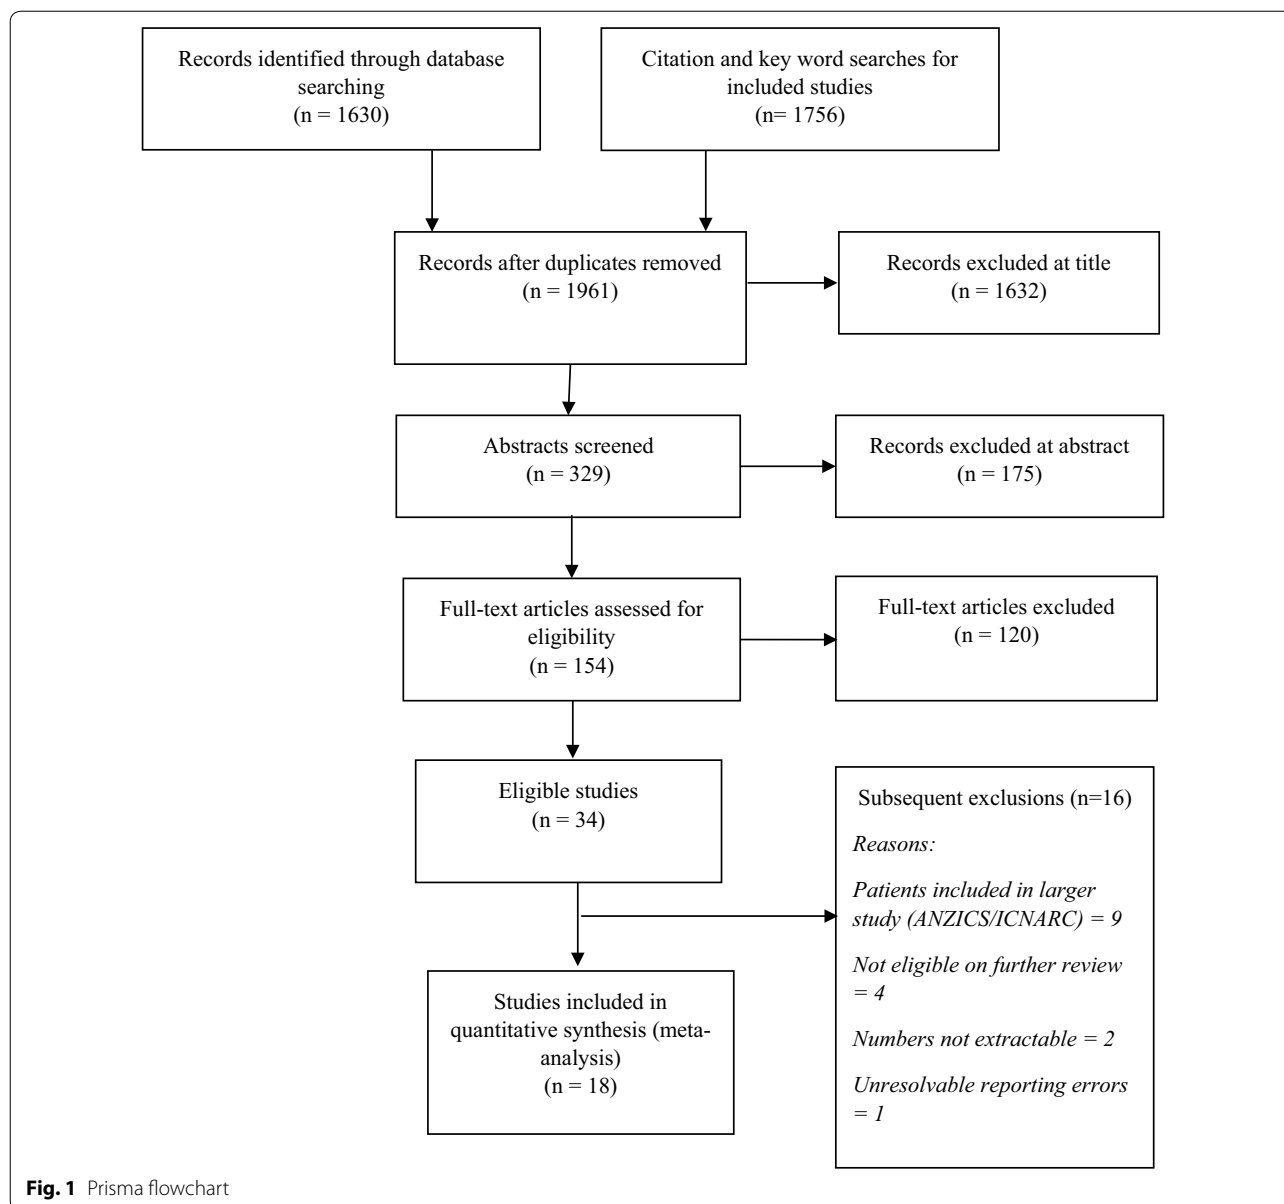 Records identified through database
searching
(n = 1630)
Citation and key word searches for
included studies
(n= 1756)
Records after duplicates removed
(n = 1961)
Records excluded at title
(n = 1632)
Abstracts screened
(n = 329)
Records excluded at abstract
(n = 175)
Full-text articles assessed for
eligibility
(n = 154)
Full-text articles excluded
(n = 120)
Eligible studies
(n = 34)
Subsequent exclusions (n=16)
Reasons:
Patients included in larger
study (ANZICS/ICNARC) = 9
Not eligible on further review
= 4
Numbers not extractable = 2
Unresolvable reporting errors
= 1
Studies included in
quantitative synthesis (meta-
analysis)
(n = 18)
Fig. 1 Prisma flowchart